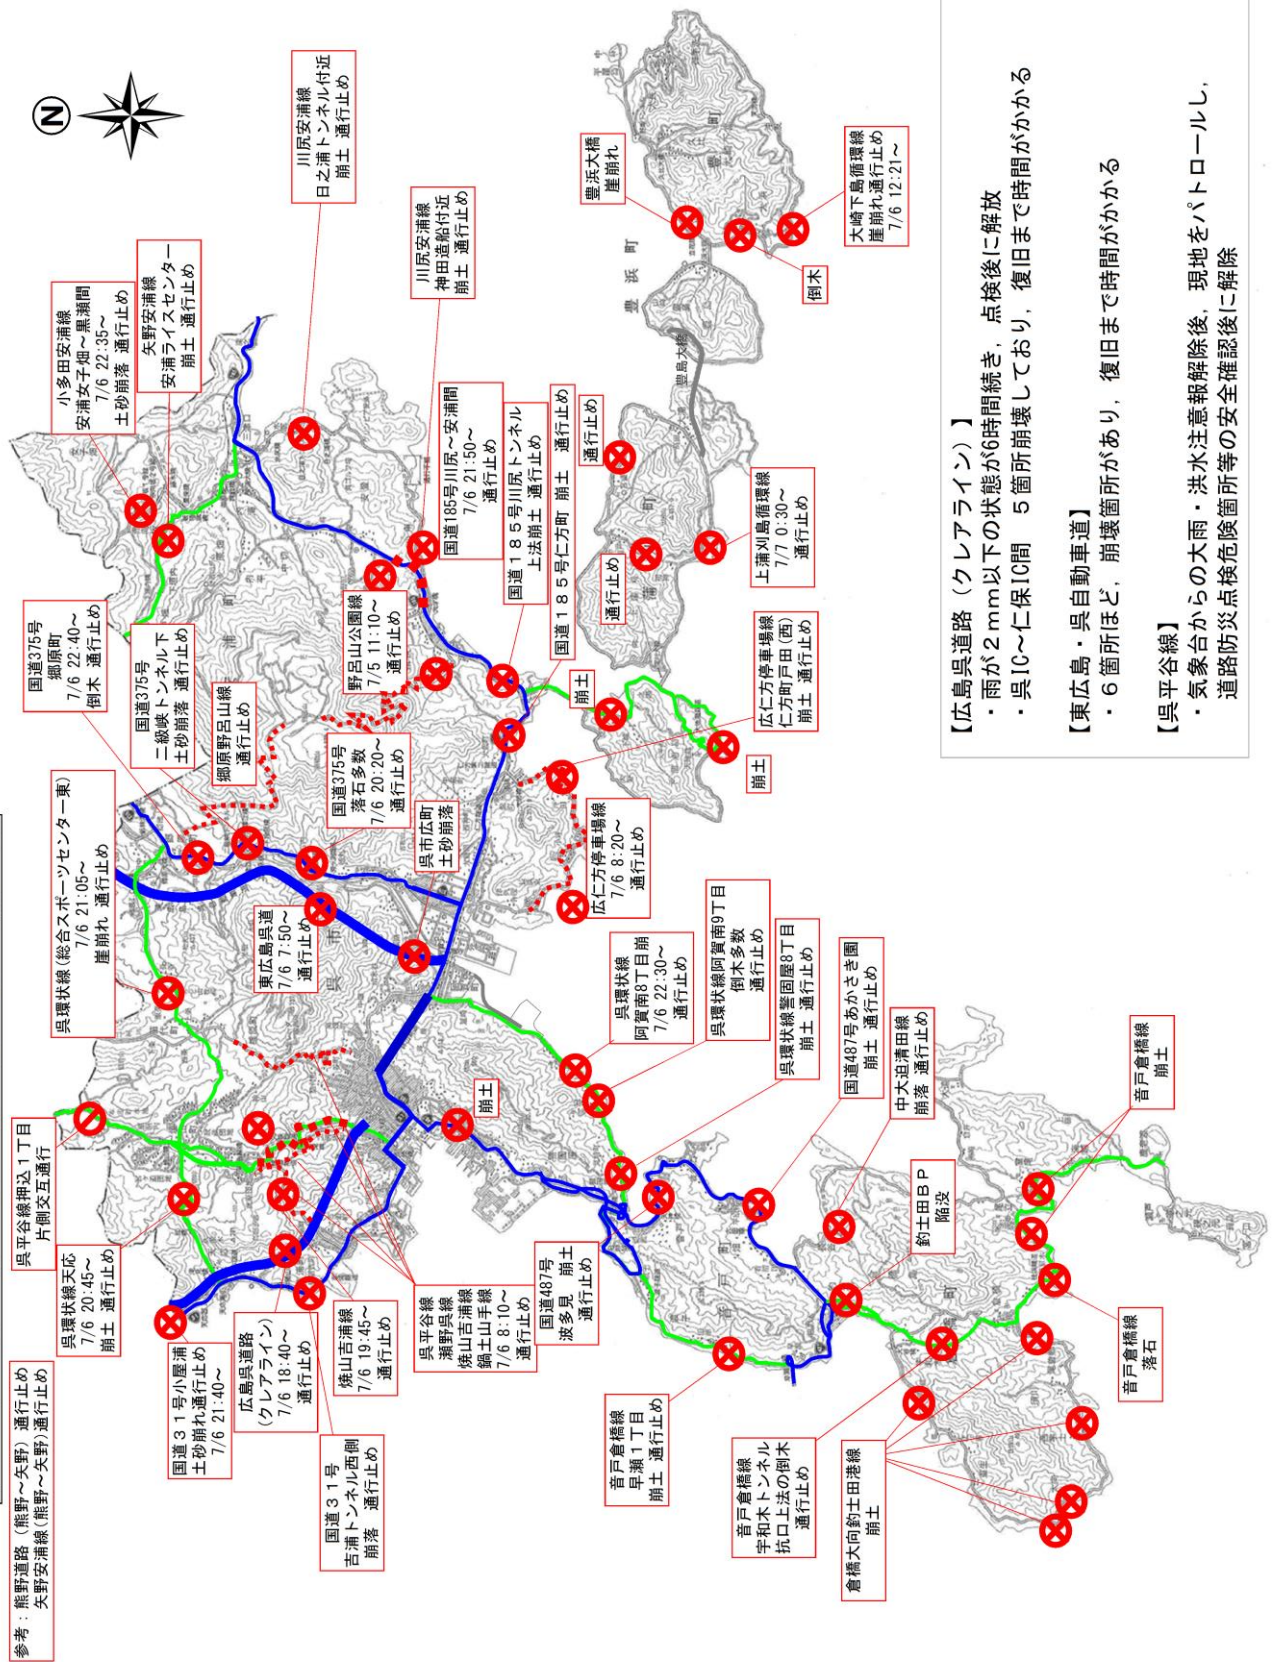 参考：熊野道路（熊野～矢野）通行止め
矢野安浦線（熊野～矢野）通行止め
呉平谷線押込１丁目
片側交互通行
呉環状線天応
7/6 20:45～
崩土 通行止め
国道３１号小屋浦
土砂崩れ通行止め
7/6 21:40～
広島呉道路
(クレアライン)
7/6 18:40～
通行止め
国道３１号
吉浦トンネル西側
崩落 通行止め
焼山吉浦線
7/6 19:45～
通行止め
呉平谷線
瀬野呉線
焼山吉浦線
鍋土山手線
7/6 8:10～
通行止め
呉環状線(総合スポーツセンター東)
7/6 21:05～
崖崩れ 通行止め
国道375号
郷原町
7/6 22:40～
倒木 通行止め
国道375号
二級峡トンネル下
土砂崩落 通行止め
郷原野呂山線
通行止め
国道375号
落石多数
7/6 20:20～
通行止め
東広島呉道
7/6 7:50～
通行止め
呉市広町
土砂崩落
小多田安浦線
安浦女子畑～黒瀬間
7/6 22:35～
土砂崩落 通行止め
矢野安浦線
安浦ライスセンター
崩土 通行止め
川尻安浦線
日之浦トンネル付近
崩土 通行止め
川尻安浦線
神田造船付近
崩土 通行止め
野呂山公園線
7/5 11:10～
通行止め
国道185号川尻～安浦間
7/6 21:50～
通行止め
国道１８５号川尻トンネル
上法崩土 通行止め
国道１８５号仁方町 崩土 通行止め
崩土
崩土
広仁方停車場線
仁方町戸田（西）
崩土 通行止め
広仁方停車場線
7/6 8:20～
通行止め
通行止め
通行止め
上蒲刈島循環線
7/7 0:30～
通行止め
豊島大橋
豊浜町
豊浜大橋
崖崩れ
倒木
大崎下島循環線
崖崩れ通行止め
7/6 12:21～
崩土
呉環状線
阿賀南8丁目崩
7/6 22:30～
通行止め
呉環状線阿賀南9丁目
倒木多数
通行止め
呉環状線警固屋8丁目
崩土 通行止め
国道487号
波多見 崩土
通行止め
国道487号あかさき園
崩土 通行止め
中大迫清田線
崩落 通行止め
釣士田ＢＰ
陥没
音戸倉橋線
早瀬１丁目
崩土 通行止め
音戸倉橋線
宇和木トンネル
抗口上法の倒木
通行止め
音戸倉橋線
崩土
音戸倉橋線
落石
倉橋大向釣士田港線
崩土
【広島呉道路（クレアライン）】
・雨が２ｍｍ以下の状態が6時間続き，点検後に解放
・呉IC～仁保IC間　５箇所崩壊しており，復旧まで時間がかかる
【東広島・呉自動車道】
・６箇所ほど，崩壊箇所があり，復旧まで時間がかかる
【呉平谷線】
・気象台からの大雨・洪水注意報解除後，現地をパトロールし，
道路防災点検危険箇所等の安全確認後に解除
N